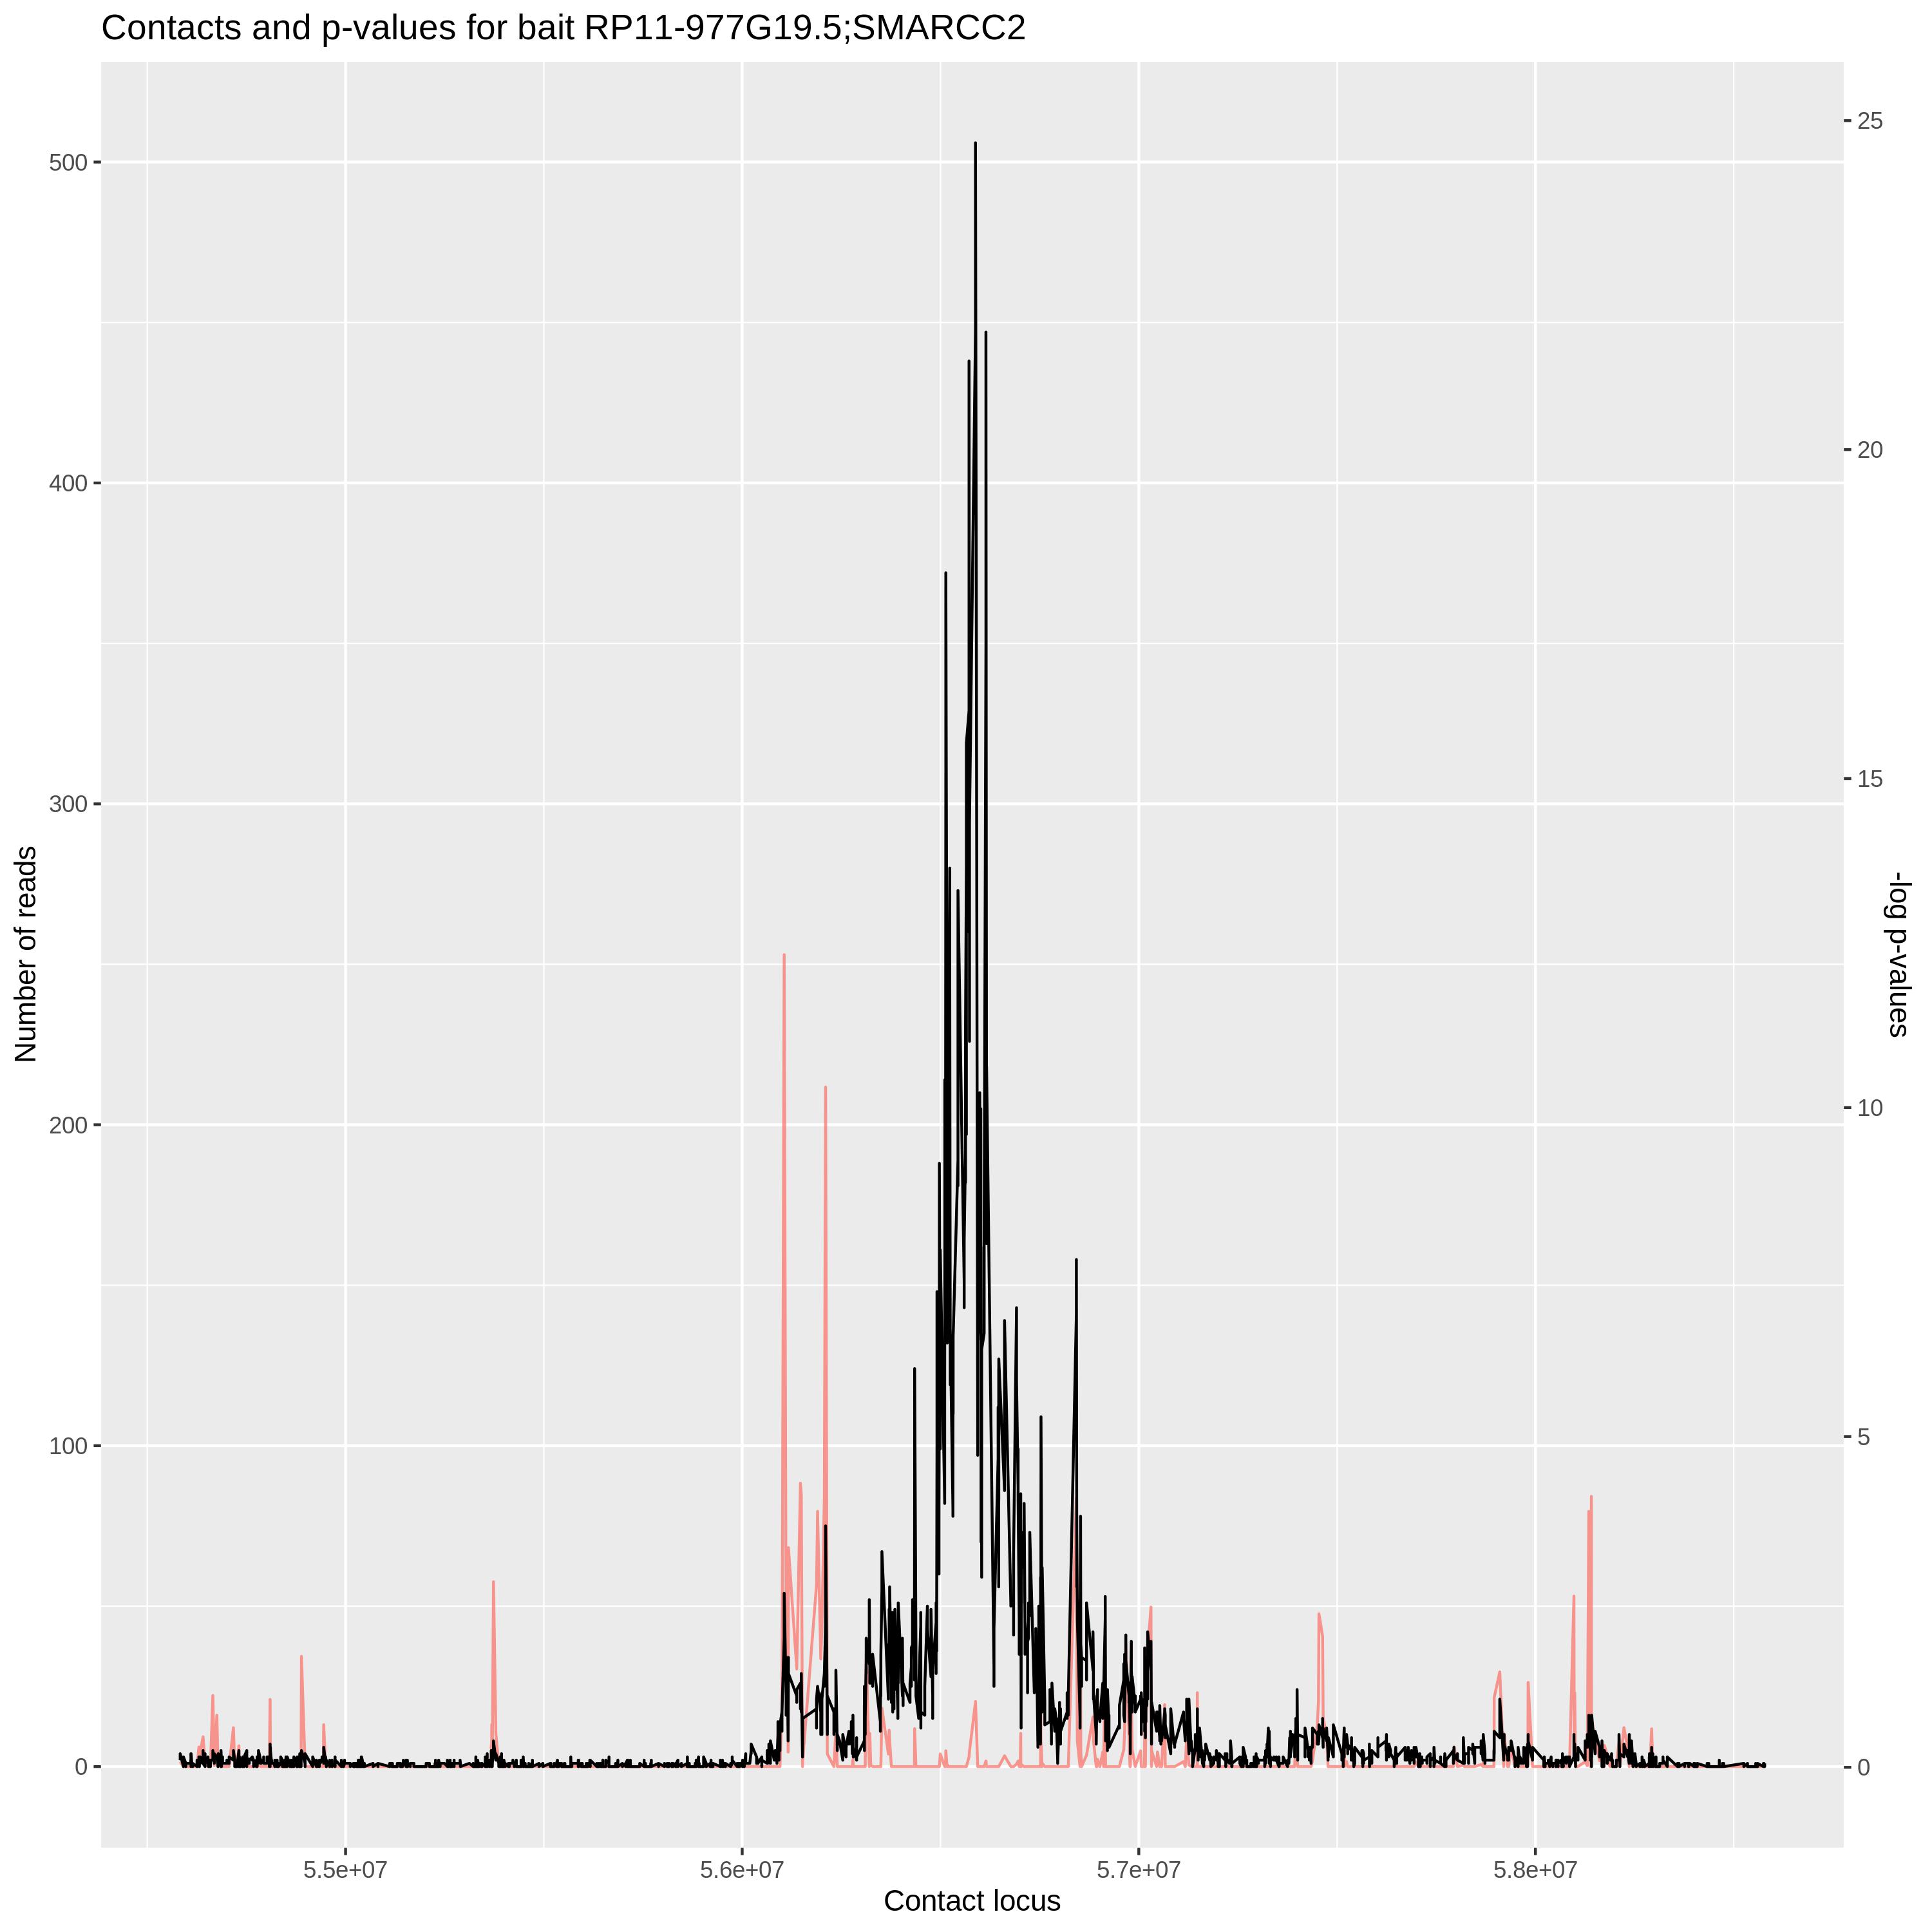 Contacts and p-values for bait RP11-977G19.5;SMARCC2
Number of reads
500
400
300
200
100
0
25
20
15
10
5
0
-log p-values
5.5e+07
5.6e+07
5.7e+07
5.8e+07
Contact locus